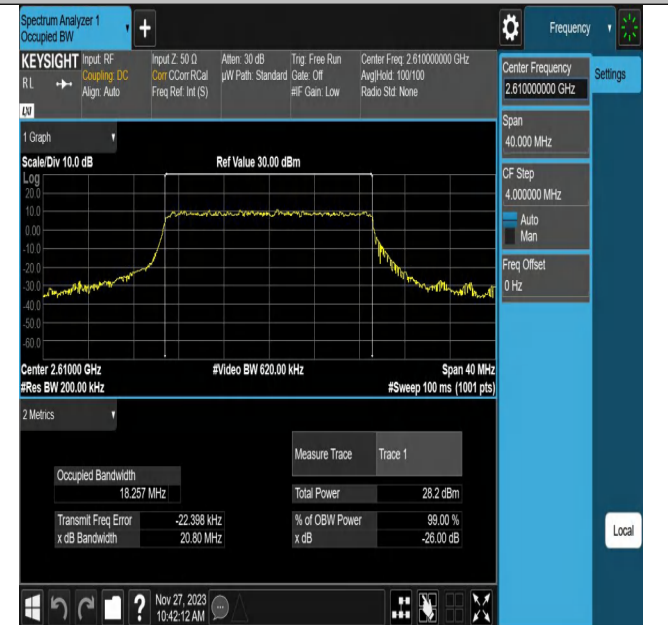 Spectrum Analyzer 1
Occupied BW
+
Frequency
KEYSIGHT Input: RF Input Z: 50 Ω Atten: 30 dB Trig: Free Run Center Freq: 2.610000000 GHz
RL Coupling: DC Corr CCorr RCal µW Path: Standard Gate: Off Avg|Hold: 100/100
Align: Auto Freq Ref: Int (S) #IF Gain: Low Radio Std: None
LXI
Center Frequency
2.610000000 GHz
Settings
Span
40.000 MHz
CF Step
4.000000 MHz
Auto
Man
Freq Offset
0 Hz
Local
1 Graph
Scale/Div 10.0 dB Ref Value 30.00 dBm
Log
20.0
10.0
0.00
-10.0
-20.0
-30.0
-40.0
-50.0
-60.0
Center 2.61000 GHz #Video BW 620.00 kHz Span 40 MHz
#Res BW 200.00 kHz #Sweep 100 ms (1001 pts)
2 Metrics
Measure Trace Trace 1
Occupied Bandwidth
18.257 MHz
Total Power 28.2 dBm
Transmit Freq Error -22.398 kHz % of OBW Power 99.00 %
x dB Bandwidth 20.80 MHz x dB -26.00 dB
? Nov 27, 2023
10:42:12 AM